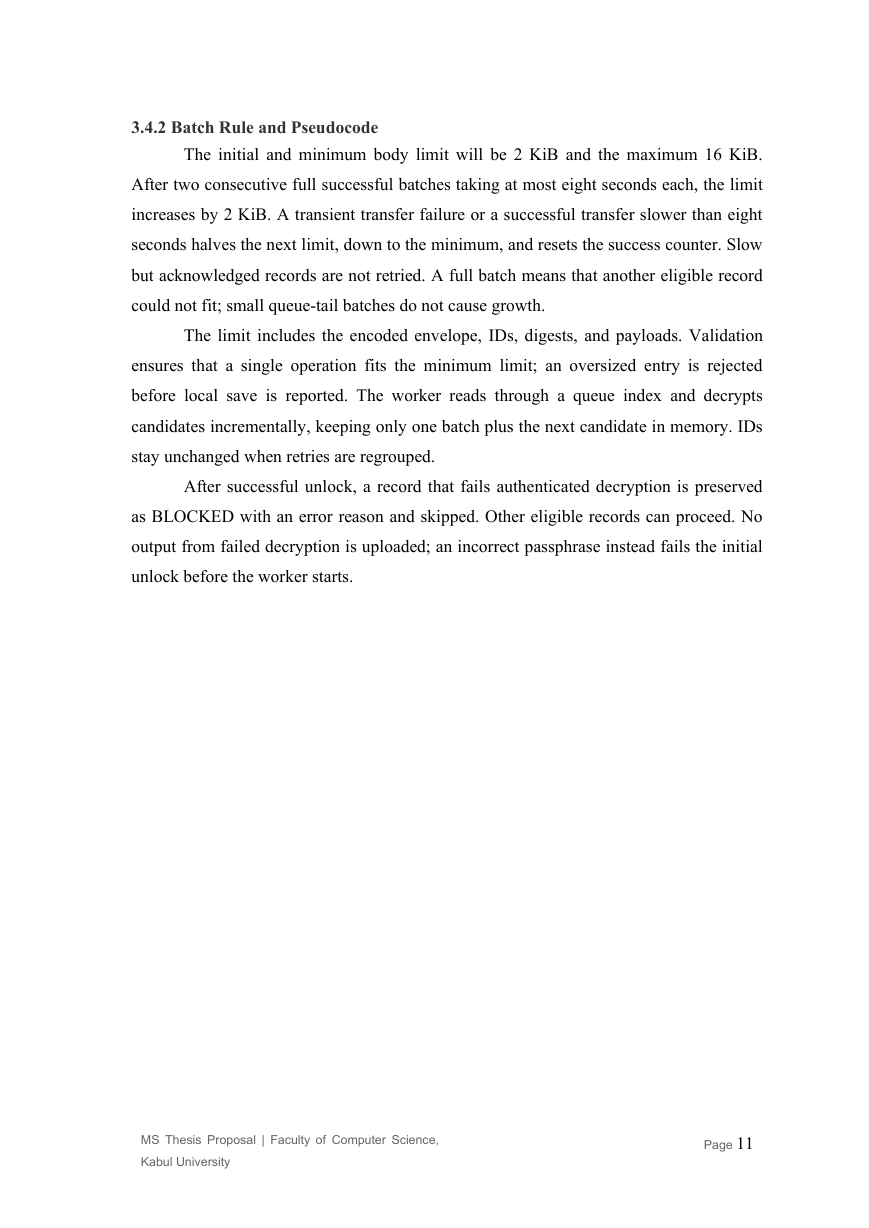 3.4.2 Batch Rule and Pseudocode
The initial and minimum body limit will be 2 KiB and the maximum 16 KiB.
After two consecutive full successful batches taking at most eight seconds each, the limit
increases by 2 KiB. A transient transfer failure or a successful transfer slower than eight
seconds halves the next limit, down to the minimum, and resets the success counter. Slow
but acknowledged records are not retried. A full batch means that another eligible record
could not fit; small queue-tail batches do not cause growth.
The limit includes the encoded envelope, IDs, digests, and payloads. Validation
ensures that a single operation fits the minimum limit; an oversized entry is rejected
before local save is reported. The worker reads through a queue index and decrypts
candidates incrementally, keeping only one batch plus the next candidate in memory. IDs
stay unchanged when retries are regrouped.
After successful unlock, a record that fails authenticated decryption is preserved
as BLOCKED with an error reason and skipped. Other eligible records can proceed. No
output from failed decryption is uploaded; an incorrect passphrase instead fails the initial
unlock before the worker starts.
MS Thesis Proposal | Faculty of Computer Science,
Kabul University
Page 11